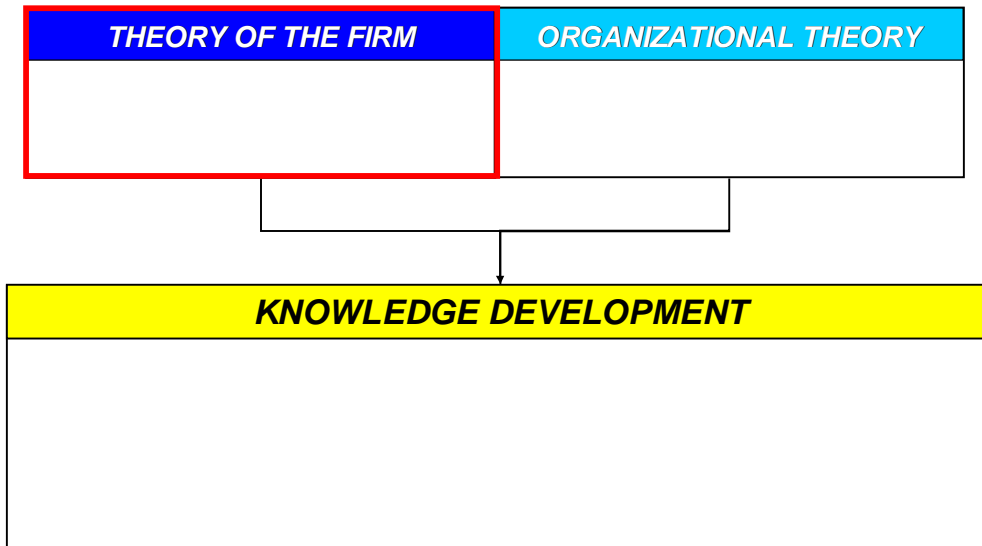 THEORY OF THE FIRM
ORGANIZATIONAL THEORY
KNOWLEDGE DEVELOPMENT